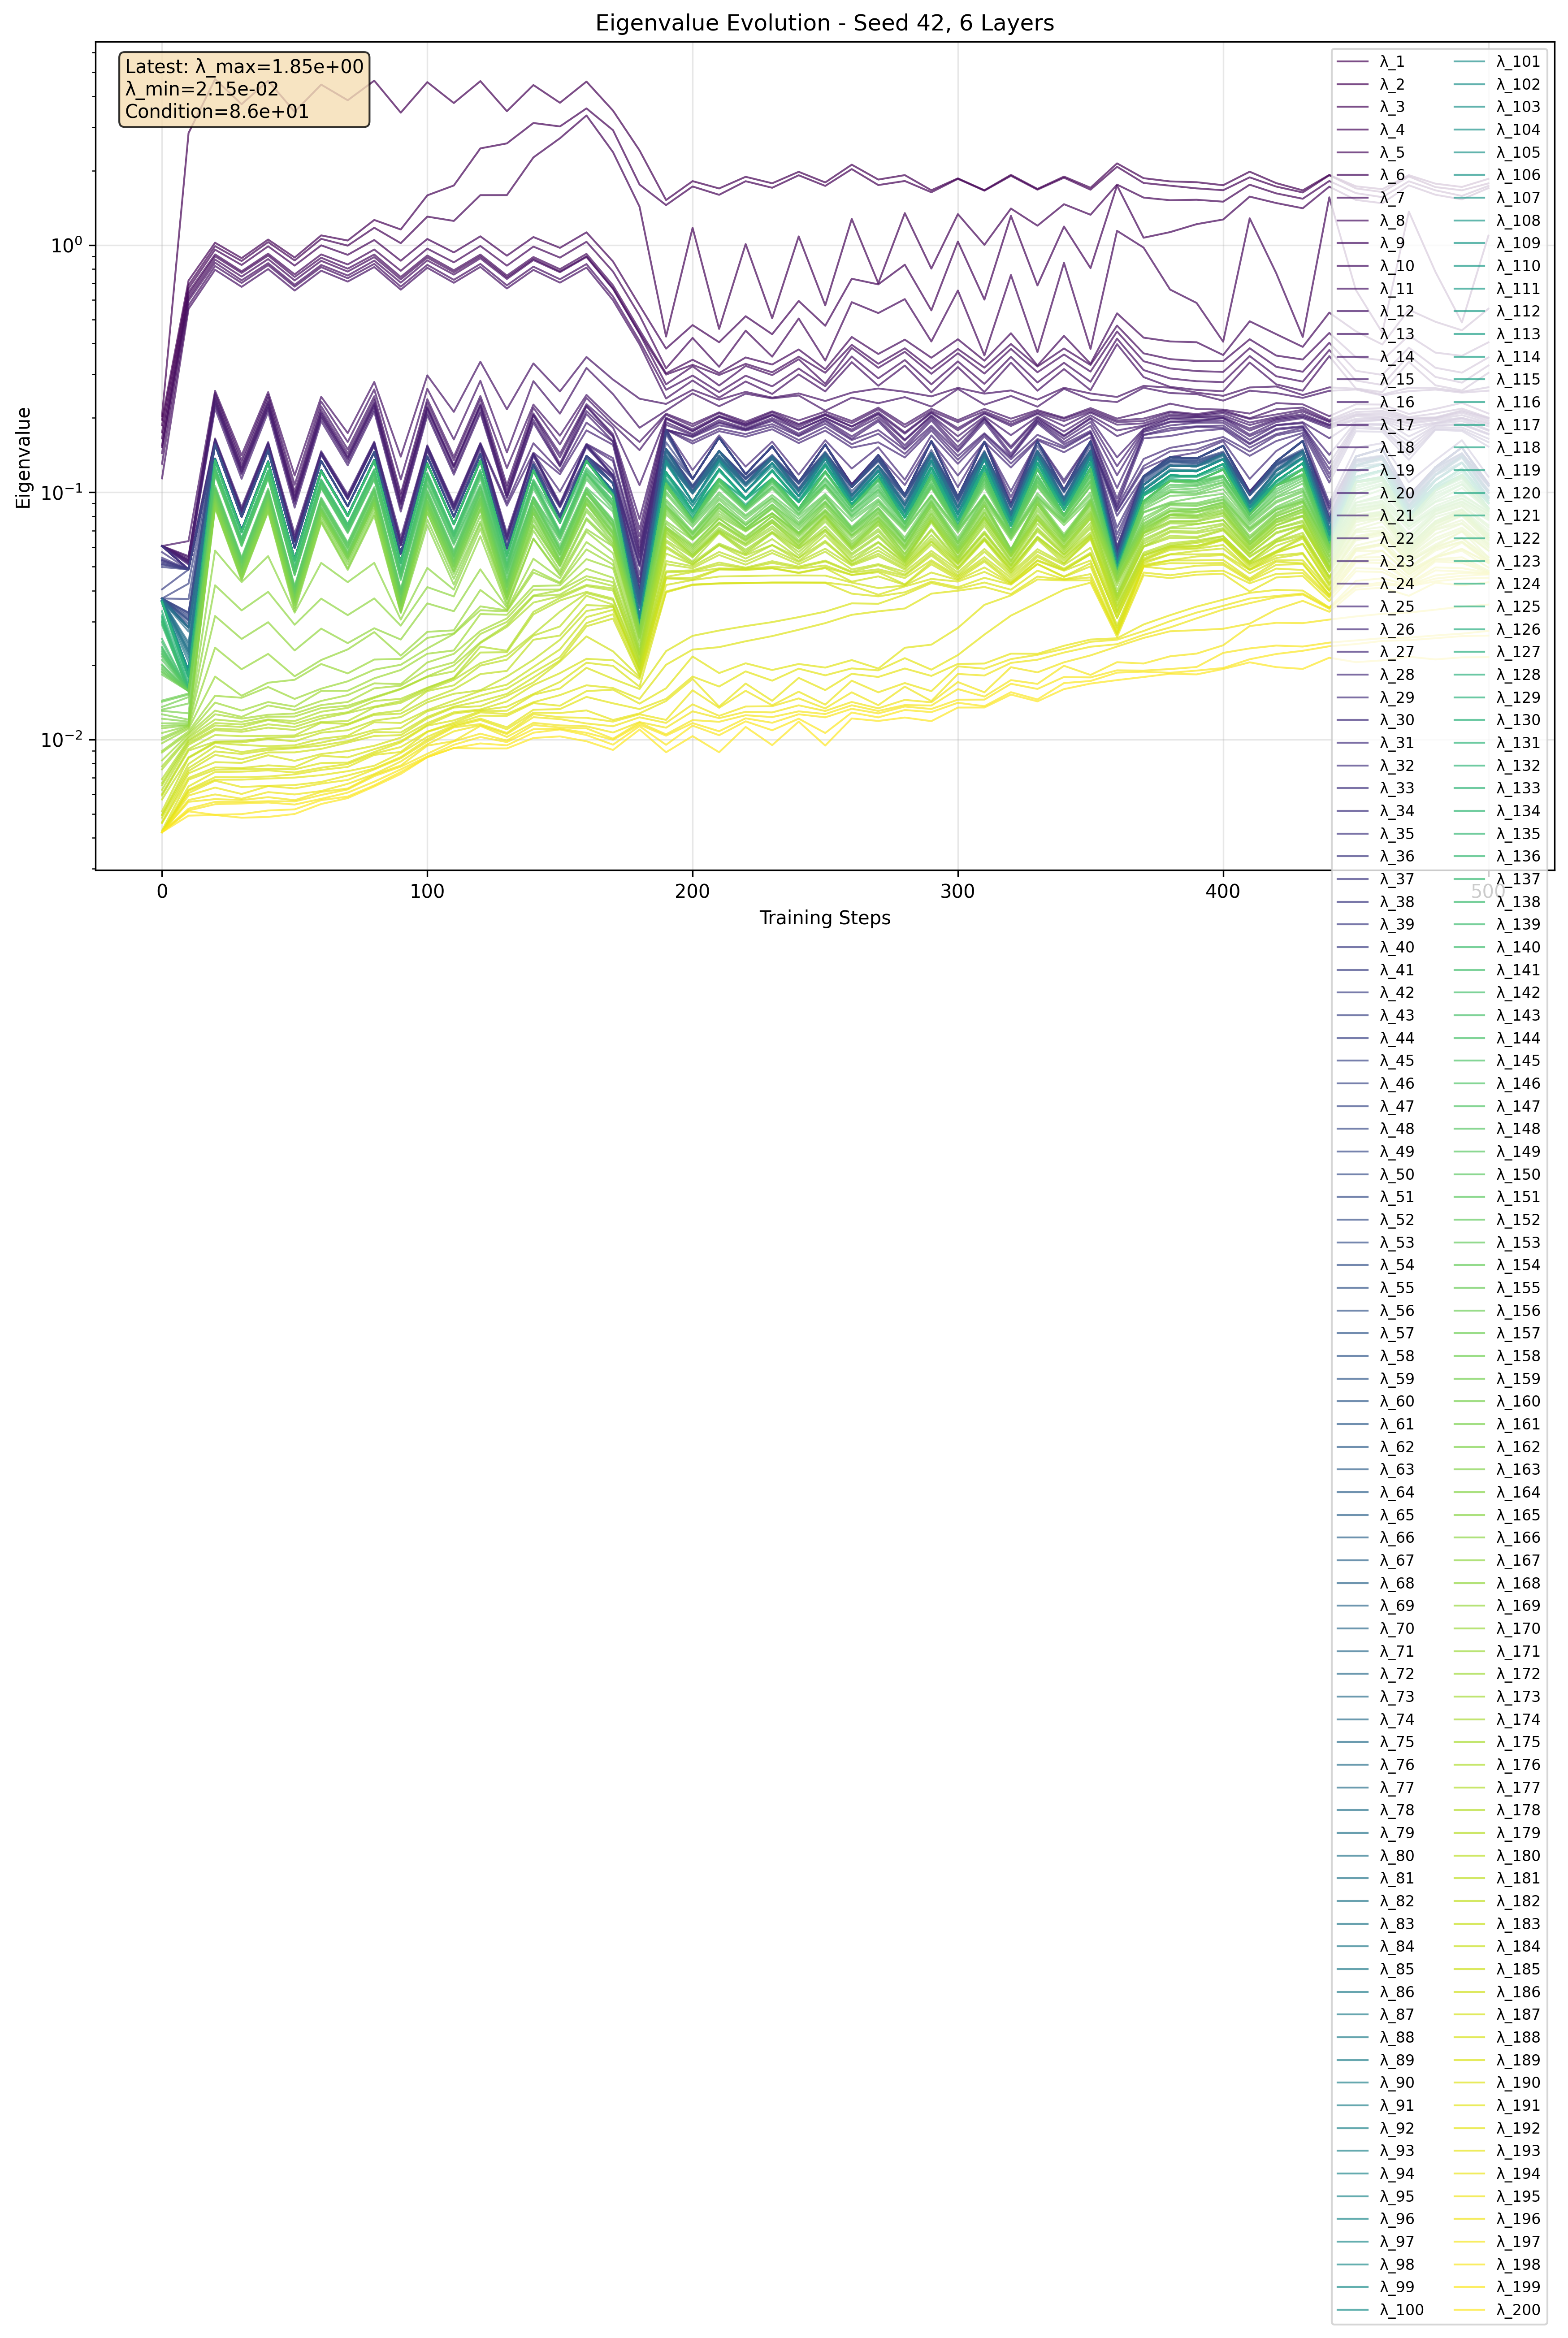 Eigenvalue Evolution - Seed 42, 6 Layers
Latest: λ_max=1.85e+00
λ_min=2.15e-02
Condition=8.6e+01
Eigenvalue
10⁰
10⁻¹
10⁻²
0
100
200
300
400
500
Training Steps
λ_1
λ_2
λ_3
λ_4
λ_5
λ_6
λ_7
λ_8
λ_9
λ_10
λ_11
λ_12
λ_13
λ_14
λ_15
λ_16
λ_17
λ_18
λ_19
λ_20
λ_21
λ_22
λ_23
λ_24
λ_25
λ_26
λ_27
λ_28
λ_29
λ_30
λ_31
λ_32
λ_33
λ_34
λ_35
λ_36
λ_37
λ_38
λ_39
λ_40
λ_41
λ_42
λ_43
λ_44
λ_45
λ_46
λ_47
λ_48
λ_49
λ_50
λ_51
λ_52
λ_53
λ_54
λ_55
λ_56
λ_57
λ_58
λ_59
λ_60
λ_61
λ_62
λ_63
λ_64
λ_65
λ_66
λ_67
λ_68
λ_69
λ_70
λ_71
λ_72
λ_73
λ_74
λ_75
λ_76
λ_77
λ_78
λ_79
λ_80
λ_81
λ_82
λ_83
λ_84
λ_85
λ_86
λ_87
λ_88
λ_89
λ_90
λ_91
λ_92
λ_93
λ_94
λ_95
λ_96
λ_97
λ_98
λ_99
λ_100
λ_101
λ_102
λ_103
λ_104
λ_105
λ_106
λ_107
λ_108
λ_109
λ_110
λ_111
λ_112
λ_113
λ_114
λ_115
λ_116
λ_117
λ_118
λ_119
λ_120
λ_121
λ_122
λ_123
λ_124
λ_125
λ_126
λ_127
λ_128
λ_129
λ_130
λ_131
λ_132
λ_133
λ_134
λ_135
λ_136
λ_137
λ_138
λ_139
λ_140
λ_141
λ_142
λ_143
λ_144
λ_145
λ_146
λ_147
λ_148
λ_149
λ_150
λ_151
λ_152
λ_153
λ_154
λ_155
λ_156
λ_157
λ_158
λ_159
λ_160
λ_161
λ_162
λ_163
λ_164
λ_165
λ_166
λ_167
λ_168
λ_169
λ_170
λ_171
λ_172
λ_173
λ_174
λ_175
λ_176
λ_177
λ_178
λ_179
λ_180
λ_181
λ_182
λ_183
λ_184
λ_185
λ_186
λ_187
λ_188
λ_189
λ_190
λ_191
λ_192
λ_193
λ_194
λ_195
λ_196
λ_197
λ_198
λ_199
λ_200